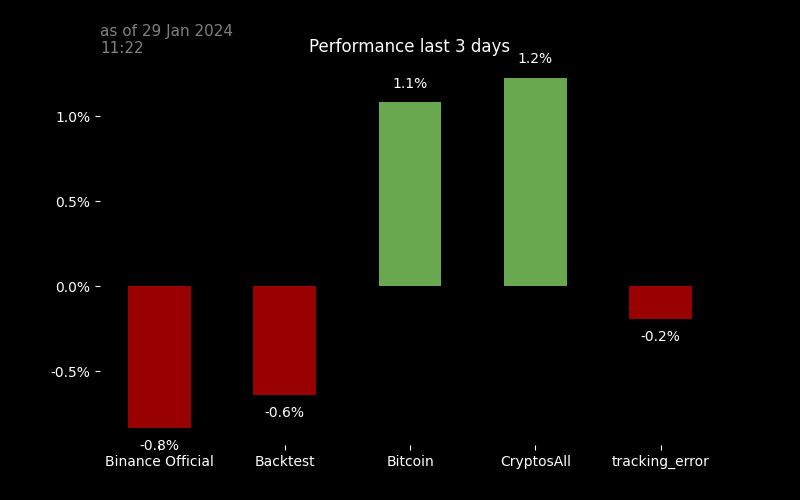 as of 29 Jan 2024
11:22
Performance last 3 days
1.2%
1.1%
1.0%
0.5%
0.0%
-0.5%
-0.2%
-0.6%
-0.8%
Binance Official
Backtest
Bitcoin
CryptosAll
tracking_error